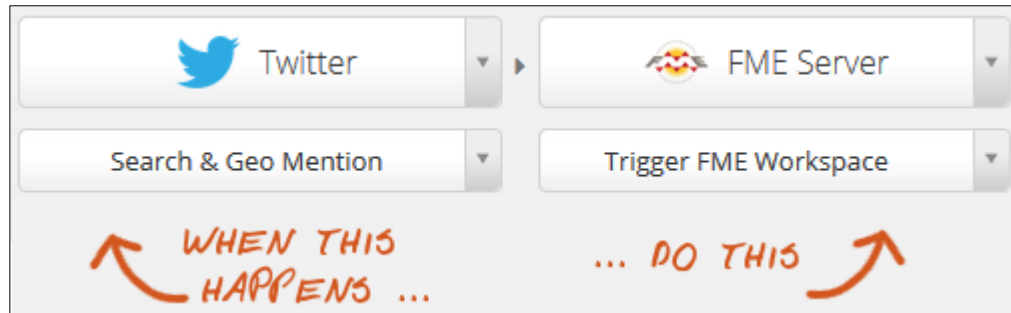 Twitter
FME Server
Search & Geo Mention
Trigger FME Workspace
WHEN THIS
HAPPENS ...
... DO THIS